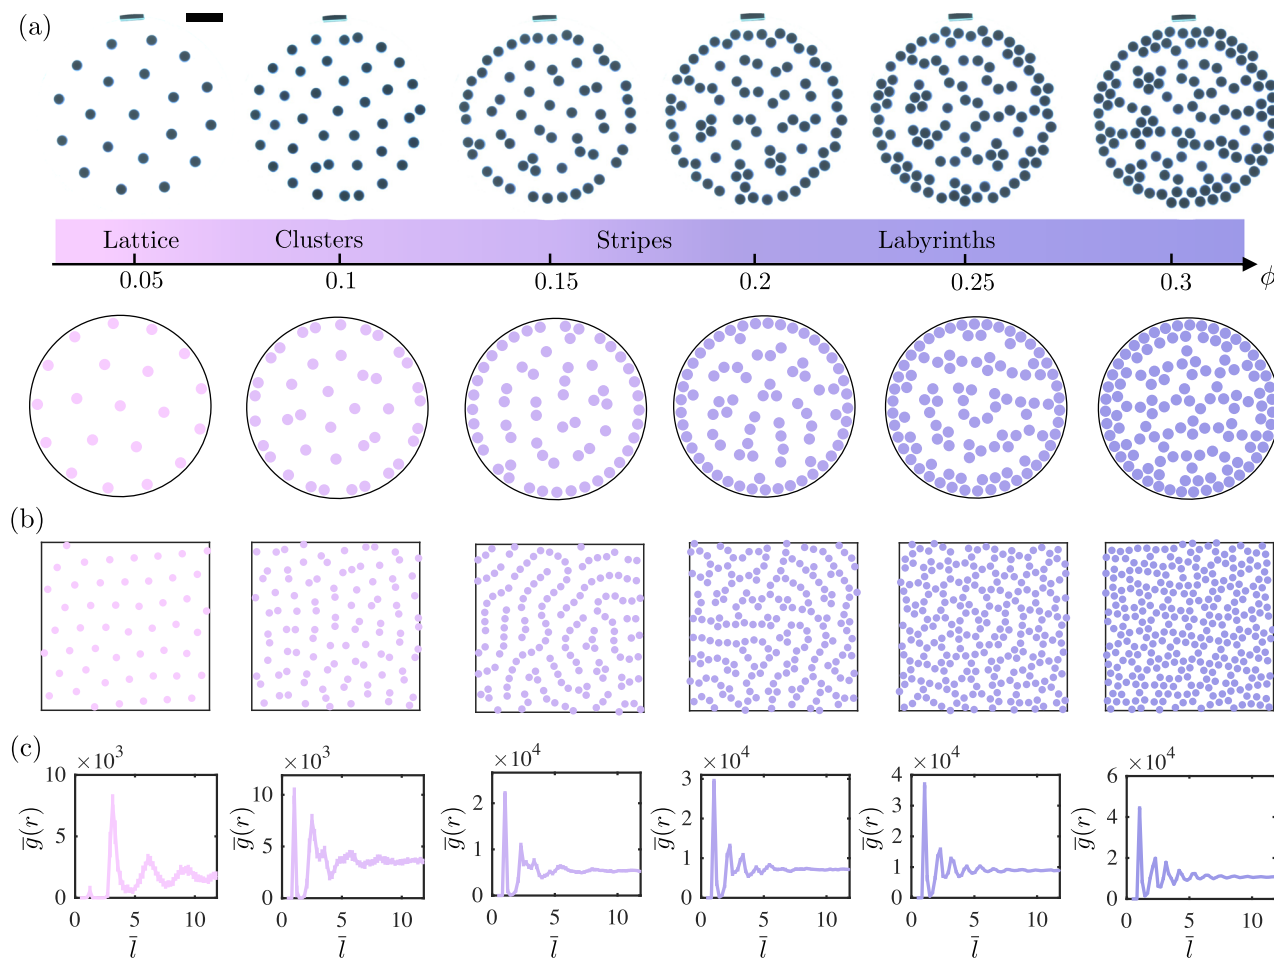 (a)
Lattice Clusters Stripes Labyrinths
0.05 0.1 0.15 0.2 0.25 0.3 ϕ
(b)
(c)
×10³ ×10³ ×10⁴ ×10⁴ ×10⁴ ×10⁴
g̅(r)
10
5
0
0 5 10
l̅
g̅(r)
10
5
0
0 5 10
l̅
g̅(r)
2
1
0
0 5 10
l̅
g̅(r)
3
2
1
0
0 5 10
l̅
g̅(r)
4
3
2
1
0
0 5 10
l̅
g̅(r)
6
4
2
0
0 5 10
l̅